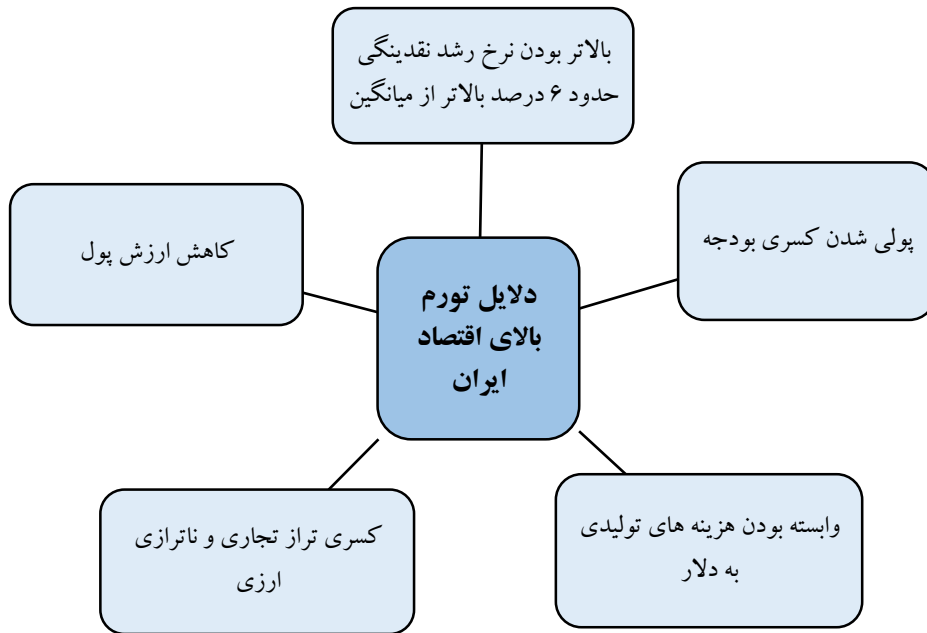 بالاتر بودن نرخ رشد نقدینگی
حدود ۶ درصد بالاتر از میانگین
پولی شدن کسری بودجه
کاهش ارزش پول
دلایل تورم
بالای اقتصاد
ایران
وابسته بودن هزینه های تولیدی
به دلار
کسری تراز تجاری و ناترازی
ارزی